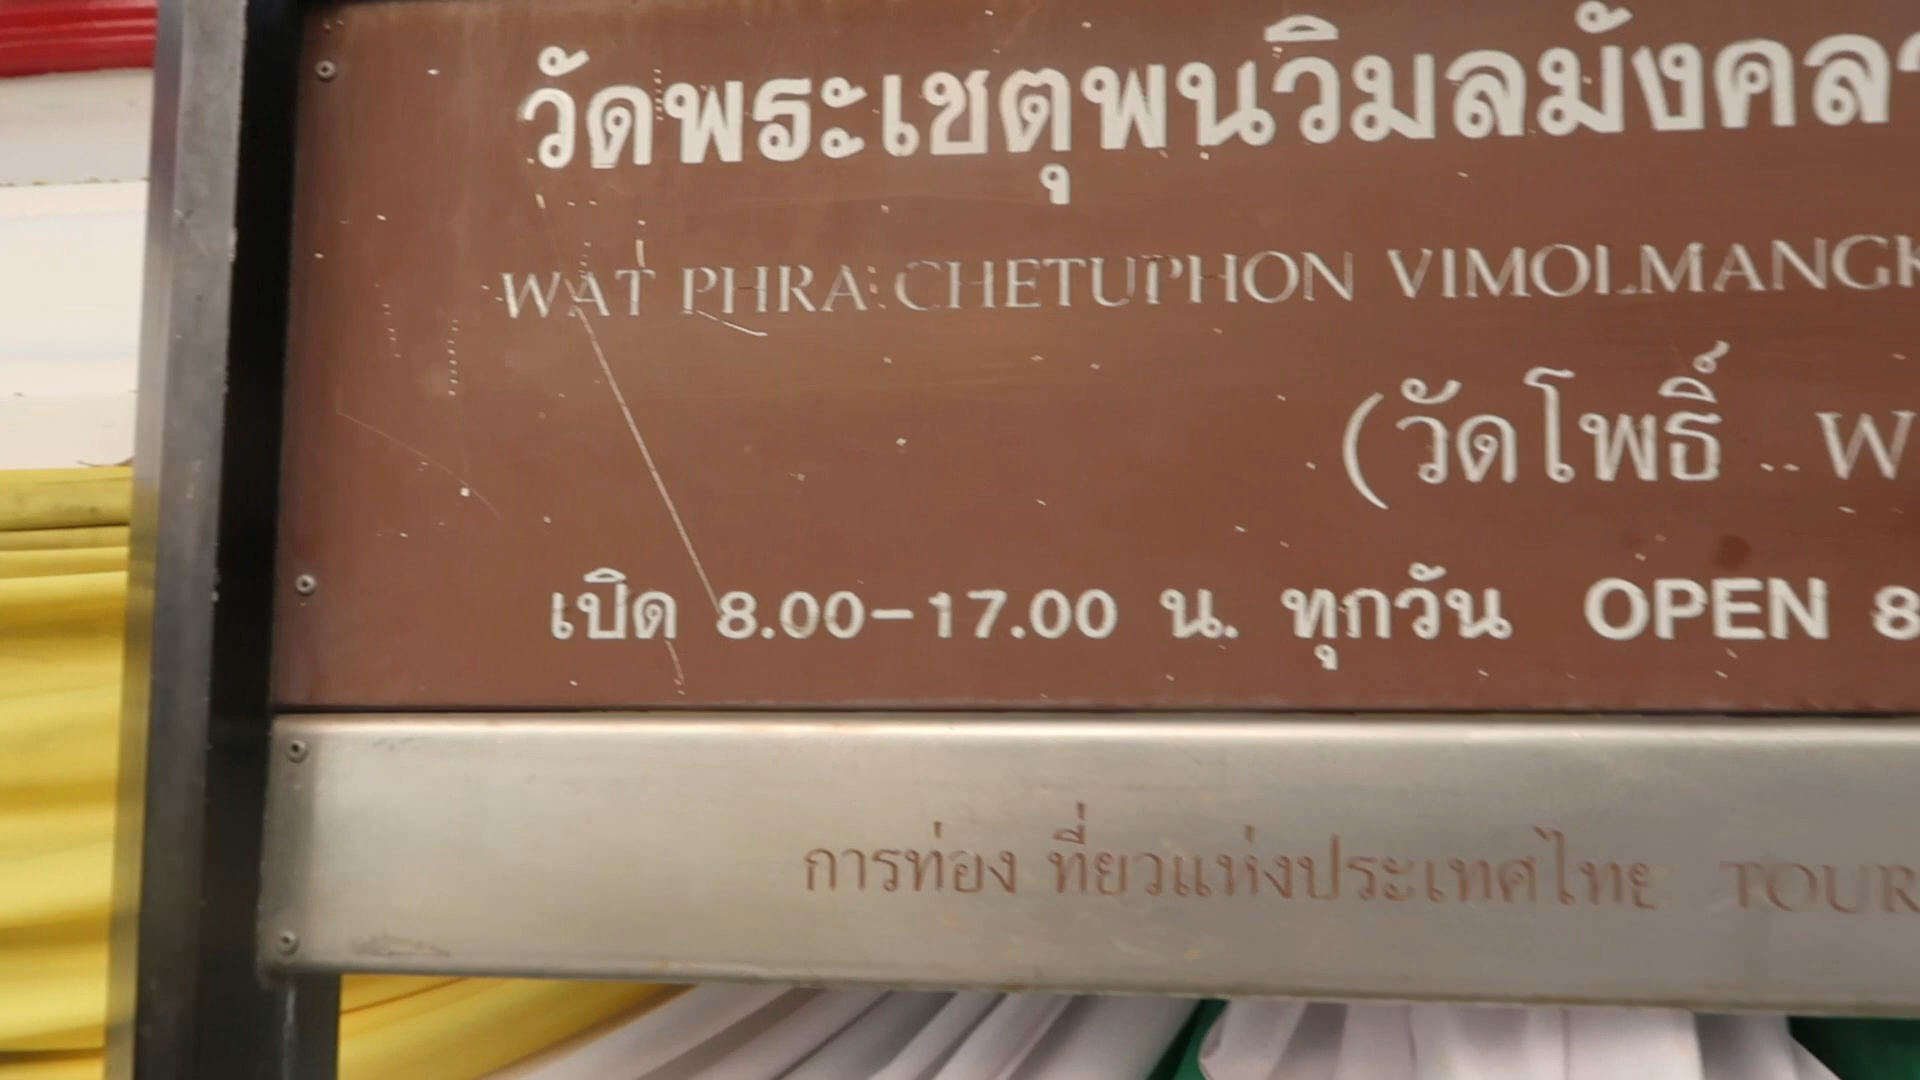 วัดพระเชตุพนวิมลมังคลา
WAT PHRA CHETUPHON VIMOLMANGK
(วัดโพธิ์ W
เปิด 8.00-17.00 น. ทุกวัน OPEN 8
การท่องเที่ยวแห่งประเทศไทย TOUR